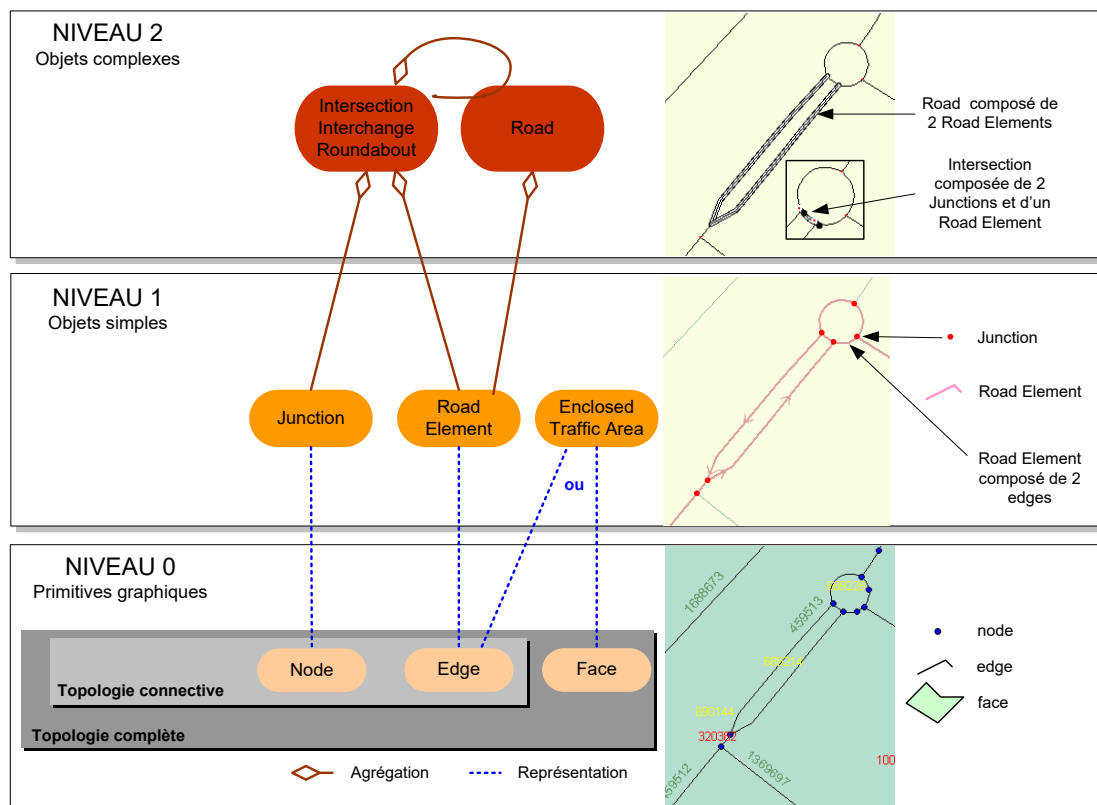 NIVEAU 2
Objets complexes
Intersection
Interchange
Roundabout
Road
Road composé de
2 Road Elements
Intersection
composée de 2
Junctions et d'un
Road Element
NIVEAU 1
Objets simples
Junction
Road
Element
Enclosed
Traffic Area
ou
Junction
Road Element
Road Element
composé de 2
edges
NIVEAU 0
Primitives graphiques
Node
Edge
Face
Topologie connective
Topologie complète
Agrégation
Représentation
1688673
459513
690144
320382
1369697
459512
100
node
edge
face